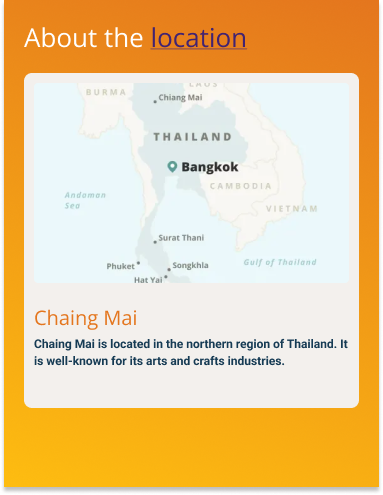 About the location
LAOS
BURMA
Chiang Mai
THAILAND
Bangkok
CAMBODIA
Andaman
Sea
VIETNAM
Surat Thani
Phuket
Songkhla
Gulf of Thailand
Hat Yai
Chaing Mai
Chaing Mai is located in the northern region of Thailand. It
is well-known for its arts and crafts industries.